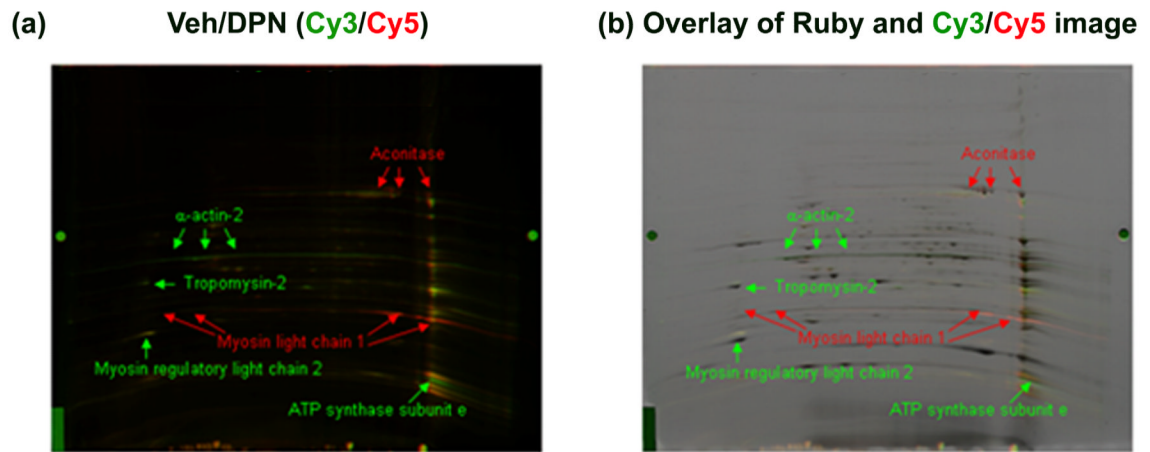 (a) Veh/DPN (Cy3/Cy5)
Aconitase
α-actin-2
Tropomysin-2
Myosin light chain 1
Myosin regulatory light chain 2
ATP synthase subunit e
(b) Overlay of Ruby and Cy3/Cy5 image
Aconitase
α-actin-2
Tropomysin-2
Myosin light chain 1
Myosin regulatory light chain 2
ATP synthase subunit e